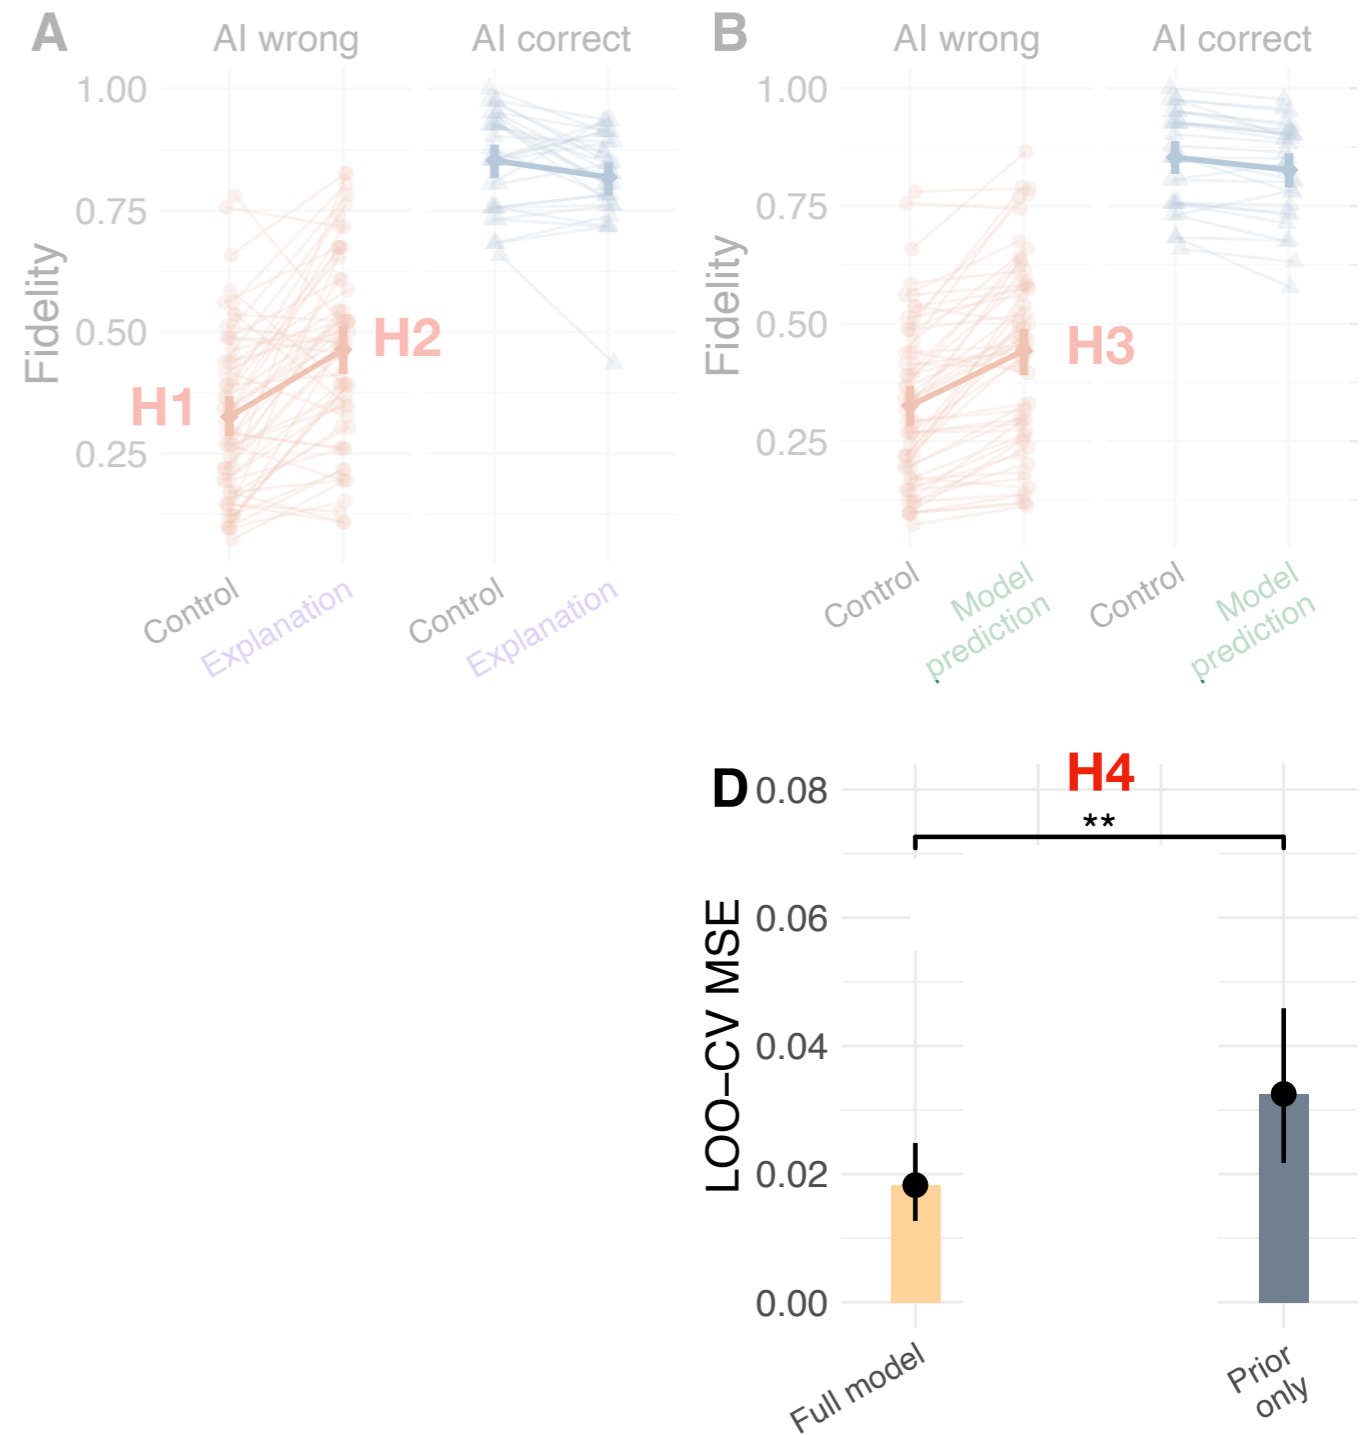 A
AI wrong
AI correct
1.00
0.75
0.50
0.25
Fidelity
H1
H2
Control
Explanation
Control
Explanation
B
AI wrong
AI correct
1.00
0.75
0.50
0.25
Fidelity
H3
Control
Model
prediction
Control
Model
prediction
D
H4
**
0.08
0.06
0.04
0.02
0.00
LOO–CV MSE
Full model
Prior
only